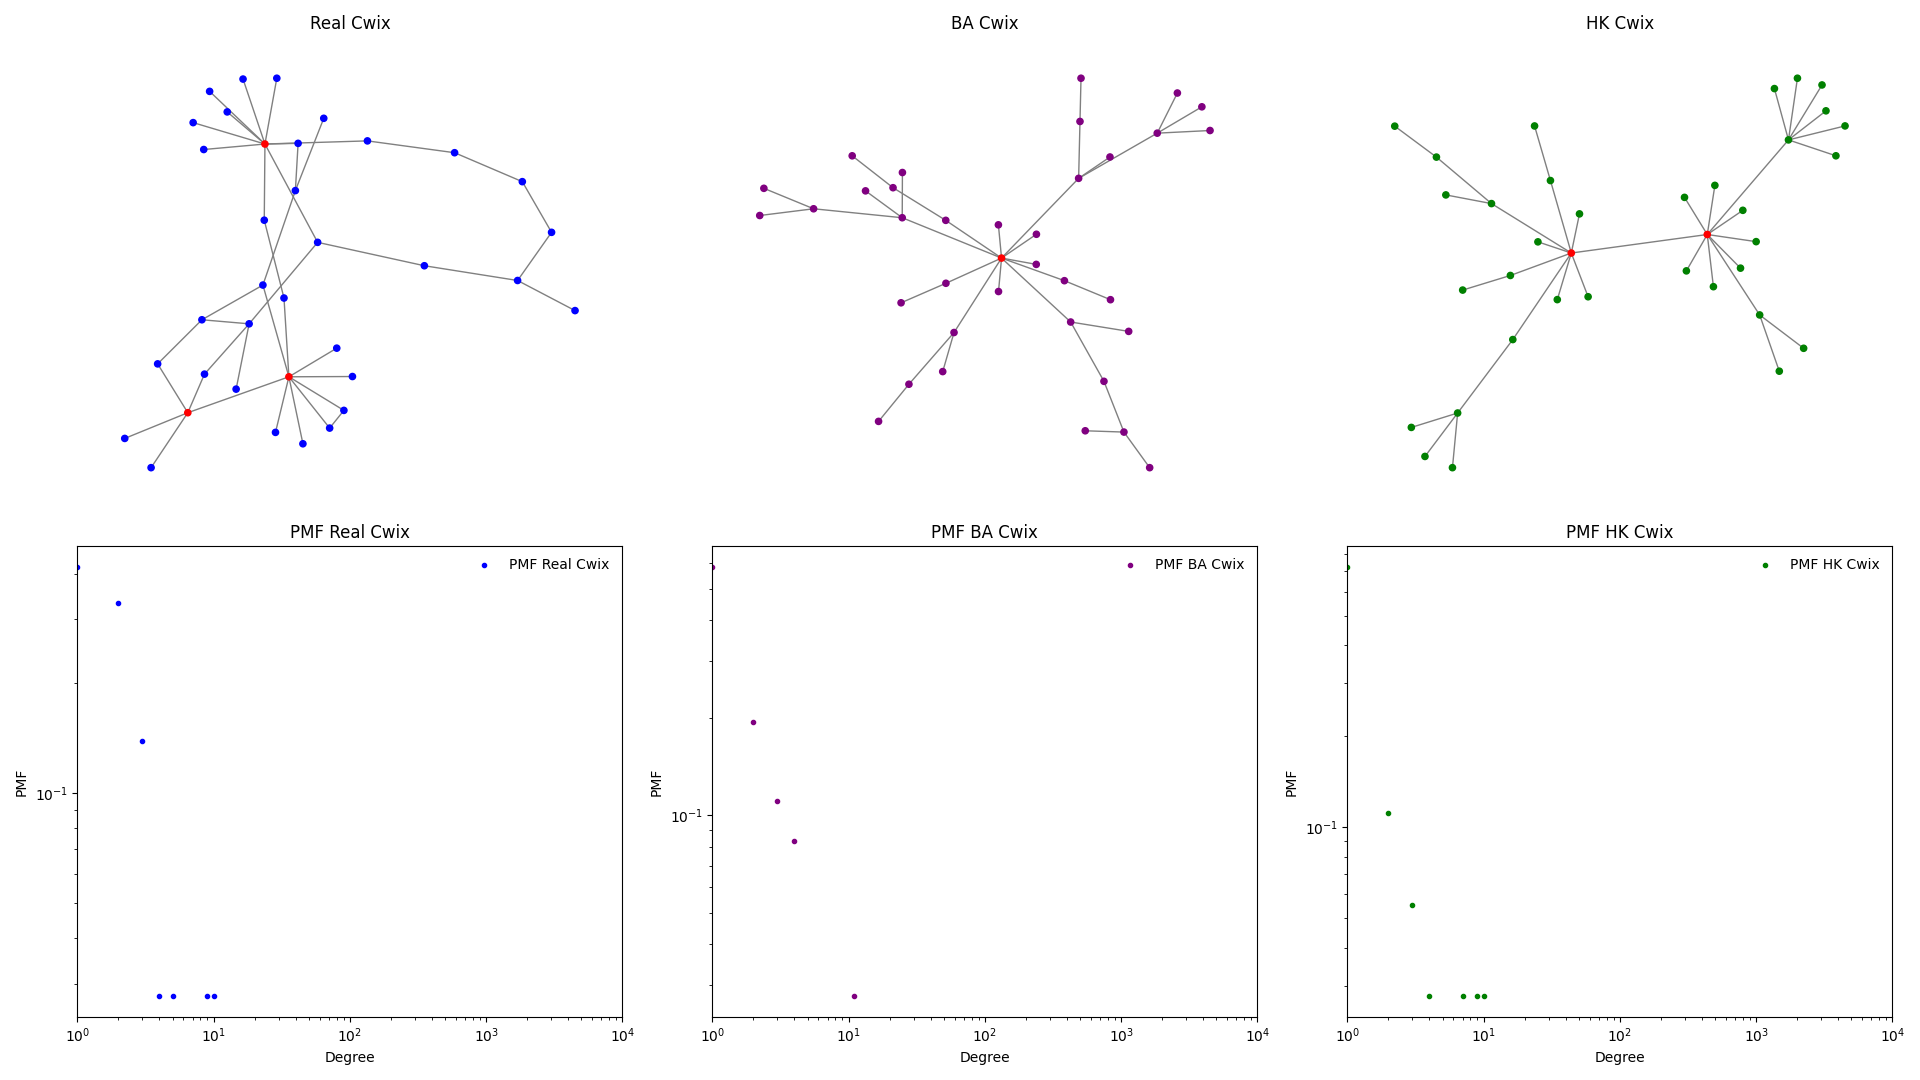 Real Cwix
BA Cwix
HK Cwix
PMF Real Cwix
PMF Real Cwix
PMF
10⁻¹
10⁰
10¹
10²
10³
10⁴
Degree
PMF BA Cwix
PMF BA Cwix
PMF
10⁻¹
10⁰
10¹
10²
10³
10⁴
Degree
PMF HK Cwix
PMF HK Cwix
PMF
10⁻¹
10⁰
10¹
10²
10³
10⁴
Degree